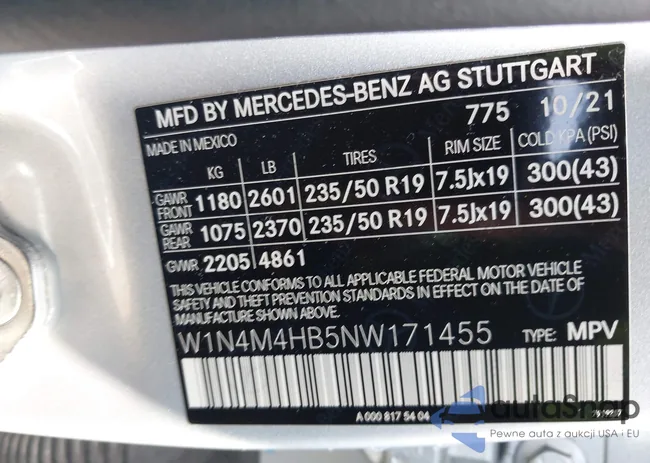 MFD BY MERCEDES-BENZ AG STUTTGART
MADE IN MEXICO 775 10/21
KG LB TIRES RIM SIZE COLD KPA (PSI)
GAWR FRONT 1180 2601 235/50 R19 7.5Jx19 300(43)
GAWR REAR 1075 2370 235/50 R19 7.5Jx19 300(43)
GVWR 2205 4861
THIS VEHICLE CONFORMS TO ALL APPLICABLE FEDERAL MOTOR VEHICLE
SAFETY AND THEFT PREVENTION STANDARDS IN EFFECT ON THE DATE OF
MANUFACTURE SHOWN ABOVE.
W1N4M4HB5NW171455 TYPE: MPV
A 000 817 54 04
autoSnap
Pewne auta z aukcji USA i EU